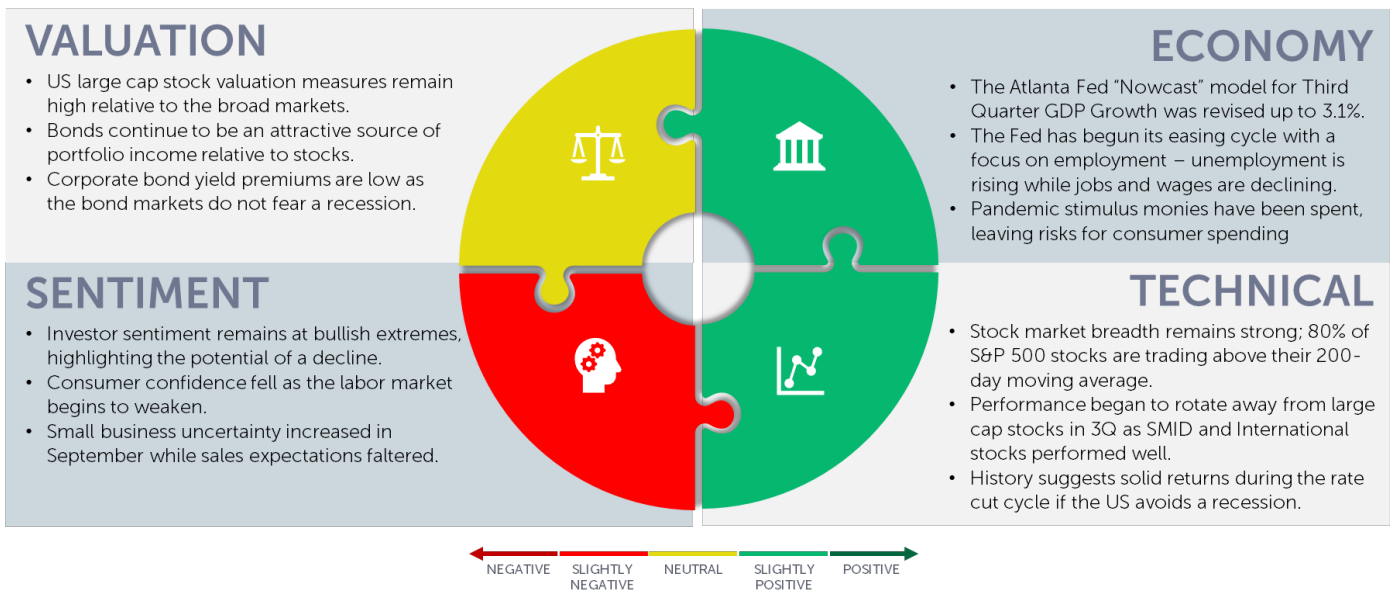 VALUATION
• US large cap stock valuation measures remain
high relative to the broad markets.
• Bonds continue to be an attractive source of
portfolio income relative to stocks.
• Corporate bond yield premiums are low as
the bond markets do not fear a recession.
ECONOMY
• The Atlanta Fed “Nowcast” model for Third
Quarter GDP Growth was revised up to 3.1%.
• The Fed has begun its easing cycle with a
focus on employment – unemployment is
rising while jobs and wages are declining.
• Pandemic stimulus monies have been spent,
leaving risks for consumer spending
SENTIMENT
• Investor sentiment remains at bullish extremes,
highlighting the potential of a decline.
• Consumer confidence fell as the labor market
begins to weaken.
• Small business uncertainty increased in
September while sales expectations faltered.
TECHNICAL
• Stock market breadth remains strong; 80% of
S&P 500 stocks are trading above their 200-
day moving average.
• Performance began to rotate away from large
cap stocks in 3Q as SMID and International
stocks performed well.
• History suggests solid returns during the rate
cut cycle if the US avoids a recession.
NEGATIVE
SLIGHTLY
NEGATIVE
NEUTRAL
SLIGHTLY
POSITIVE
POSITIVE